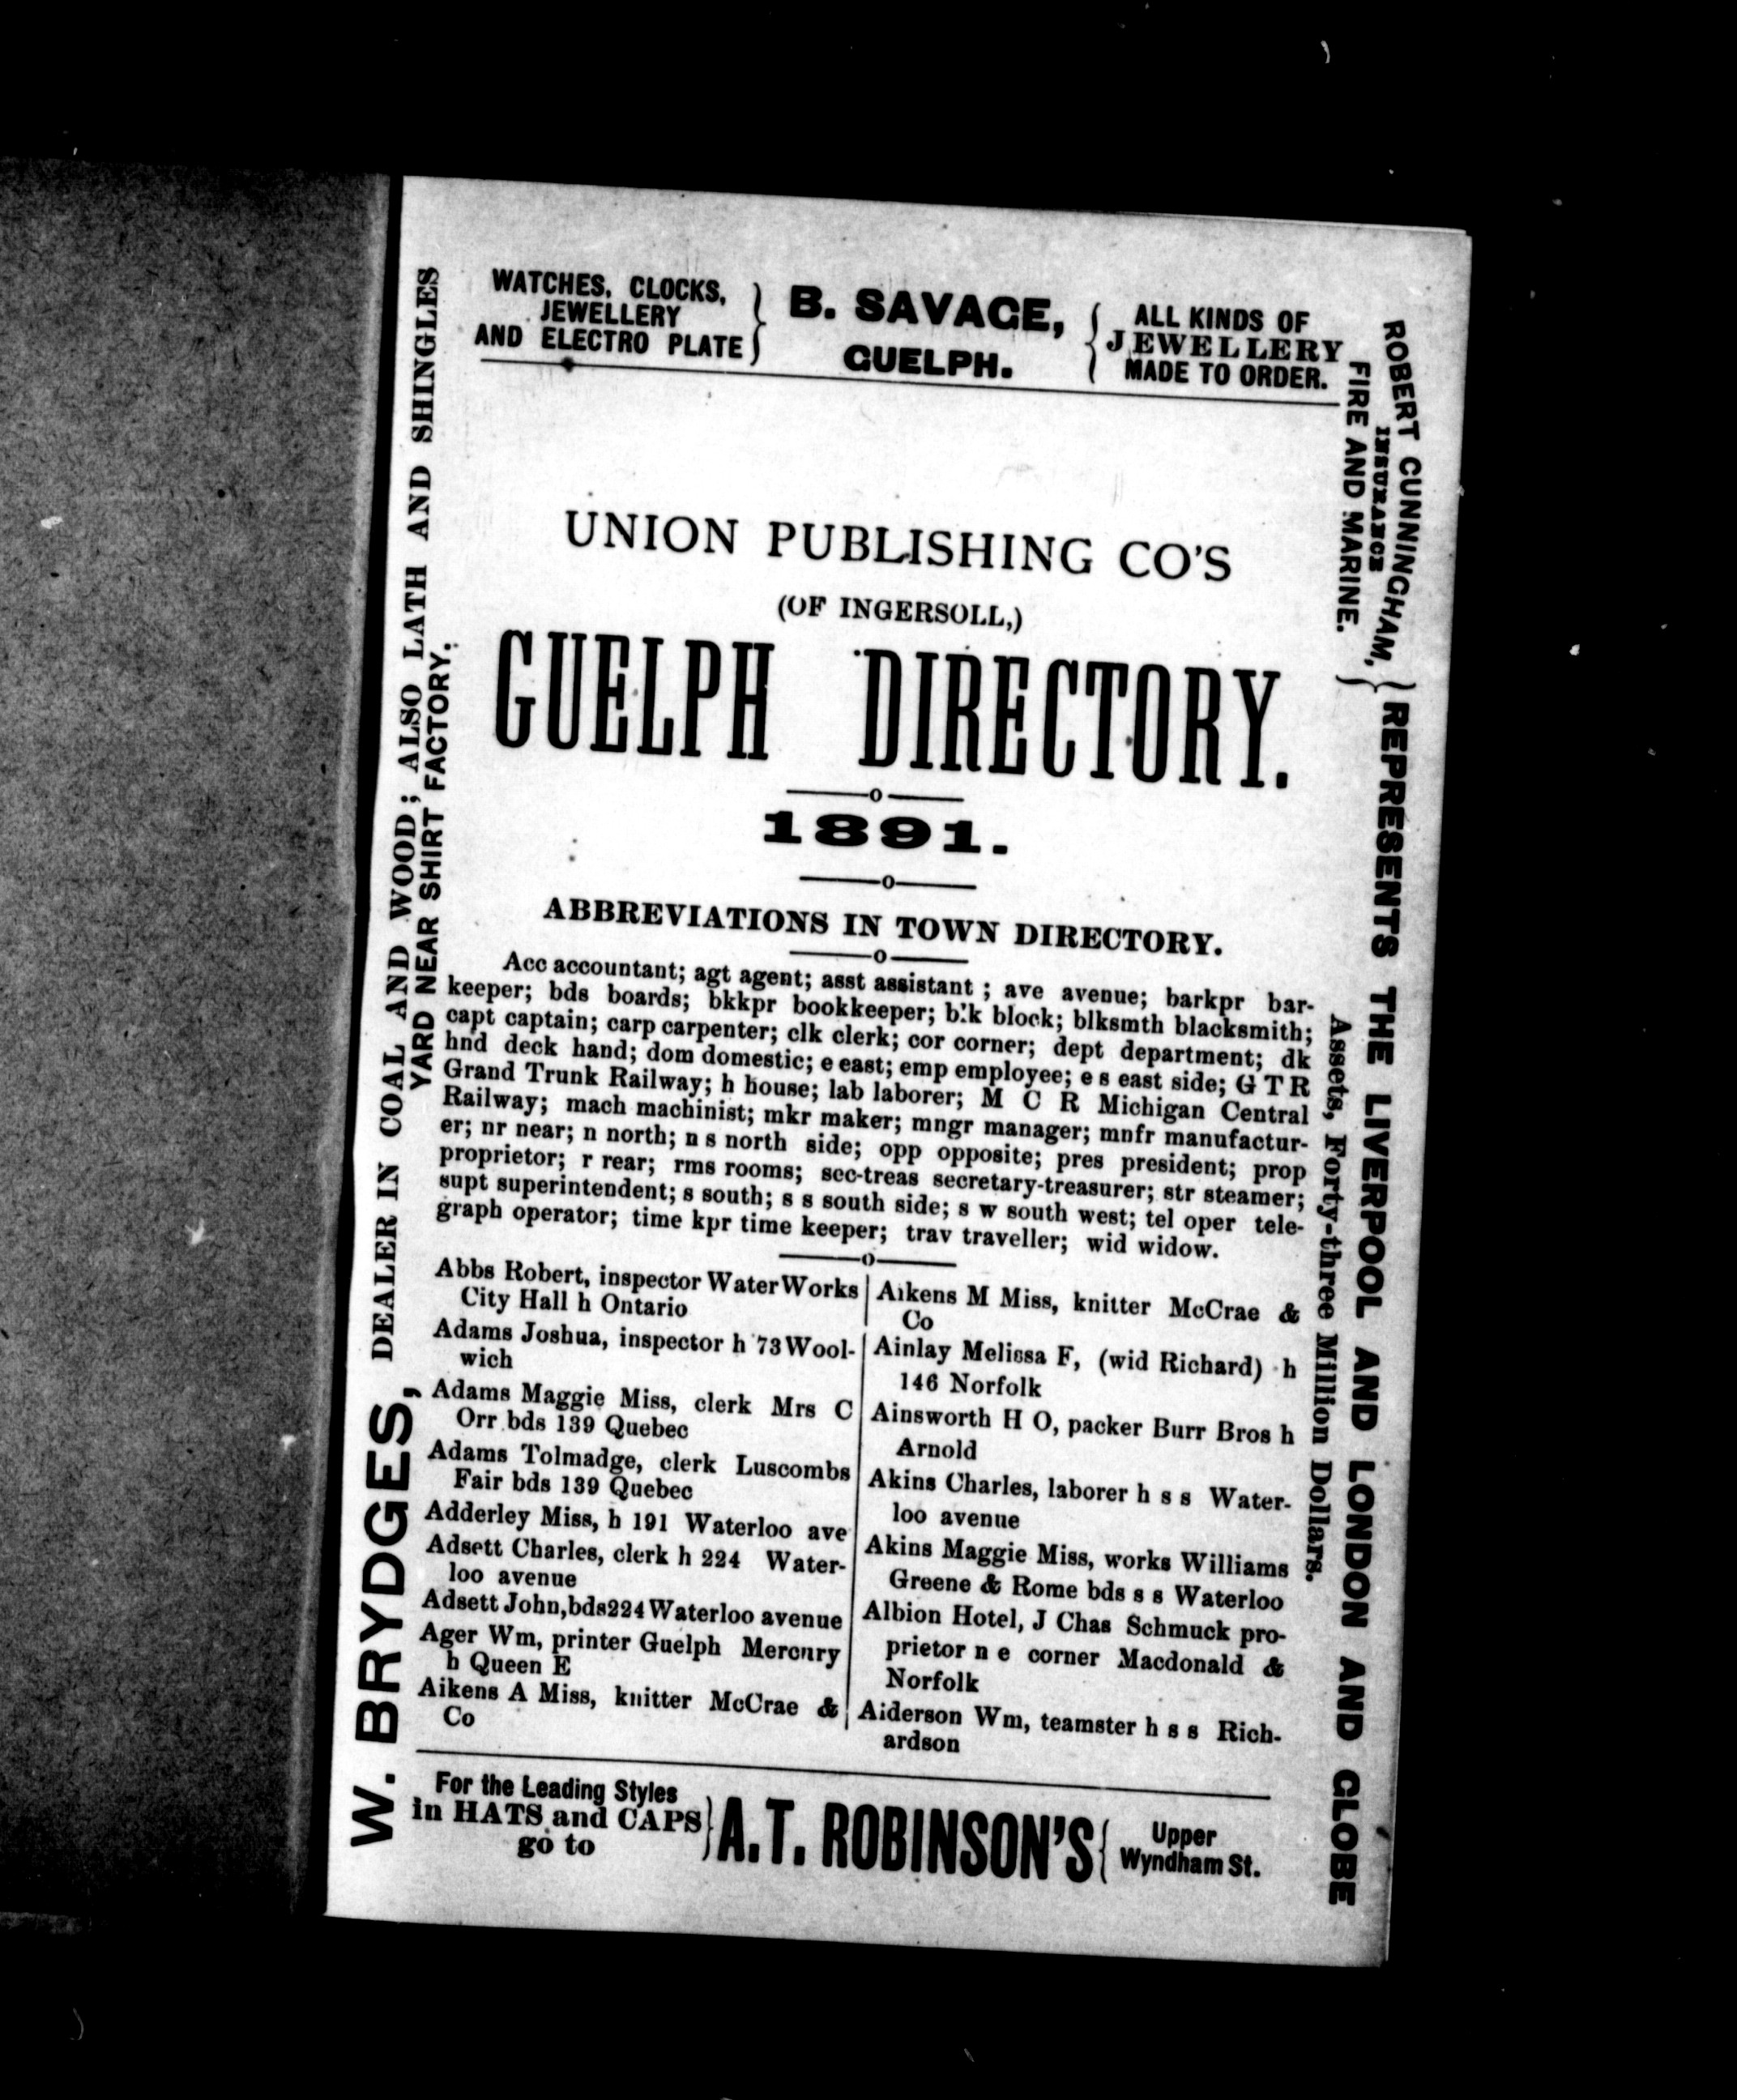 WATCHES, CLOCKS,
JEWELLERY
AND ELECTRO PLATE
B. SAVAGE,
GUELPH.
ALL KINDS OF
JEWELLERY
MADE TO ORDER.
UNION PUBLISHING CO'S
(OF INGERSOLL,)
GUELPH DIRECTORY.
1891.
ABBREVIATIONS IN TOWN DIRECTORY.
Acc accountant; agt agent; asst assistant ; ave avenue; barkpr bar-
keeper; bds boards; bkkpr bookkeeper; blk block; blksmth blacksmith;
capt captain; carp carpenter; clk clerk; cor corner; dept department; dk
hnd deck hand; dom domestic; e east; emp employee; e s east side; G T R
Grand Trunk Railway; h house; lab laborer; M C R Michigan Central
Railway; mach machinist; mkr maker; mngr manager; mnfr manufactur-
er; nr near; n north; n s north side; opp opposite; pres president; prop
proprietor; r rear; rms rooms; sec-treas secretary-treasurer; str steamer;
supt superintendent; s south; s s south side; s w south west; tel oper tele-
graph operator; time kpr time keeper; trav traveller; wid widow.
Abbs Robert, inspector Water Works
City Hall h Ontario
Adams Joshua, inspector h 73 Wool-
wich
Adams Maggie Miss, clerk Mrs C
Orr bds 139 Quebec
Adams Tolmadge, clerk Luscombs
Fair bds 139 Quebec
Adderley Miss, h 191 Waterloo ave
Adsett Charles, clerk h 224 Water-
loo avenue
Adsett John, bds 224 Waterloo avenue
Ager Wm, printer Guelph Mercury
h Queen E
Aikens A Miss, knitter McCrae &
Co
Aikens M Miss, knitter McCrae &
Co
Ainlay Melissa F, (wid Richard) h
146 Norfolk
Ainsworth H O, packer Burr Bros h
Arnold
Akins Charles, laborer h s s Water-
loo avenue
Akins Maggie Miss, works Williams
Greene & Rome bds s s Waterloo
Albion Hotel, J Chas Schmuck pro-
prietor n e corner Macdonald &
Norfolk
Aiderson Wm, teamster h s s Rich-
ardson
For the Leading Styles
in HATS and CAPS
go to
A.T. ROBINSON'S
Upper
Wyndham St.
W. BRYDGES, DEALER IN COAL AND WOOD; ALSO LATH AND SHINGLES
YARD NEAR SHIRT FACTORY.
ROBERT CUNNINGHAM,
INSURANCE
FIRE AND MARINE.
REPRESENTS THE LIVERPOOL AND LONDON AND GLOBE
Assets, Forty-three Million Dollars.